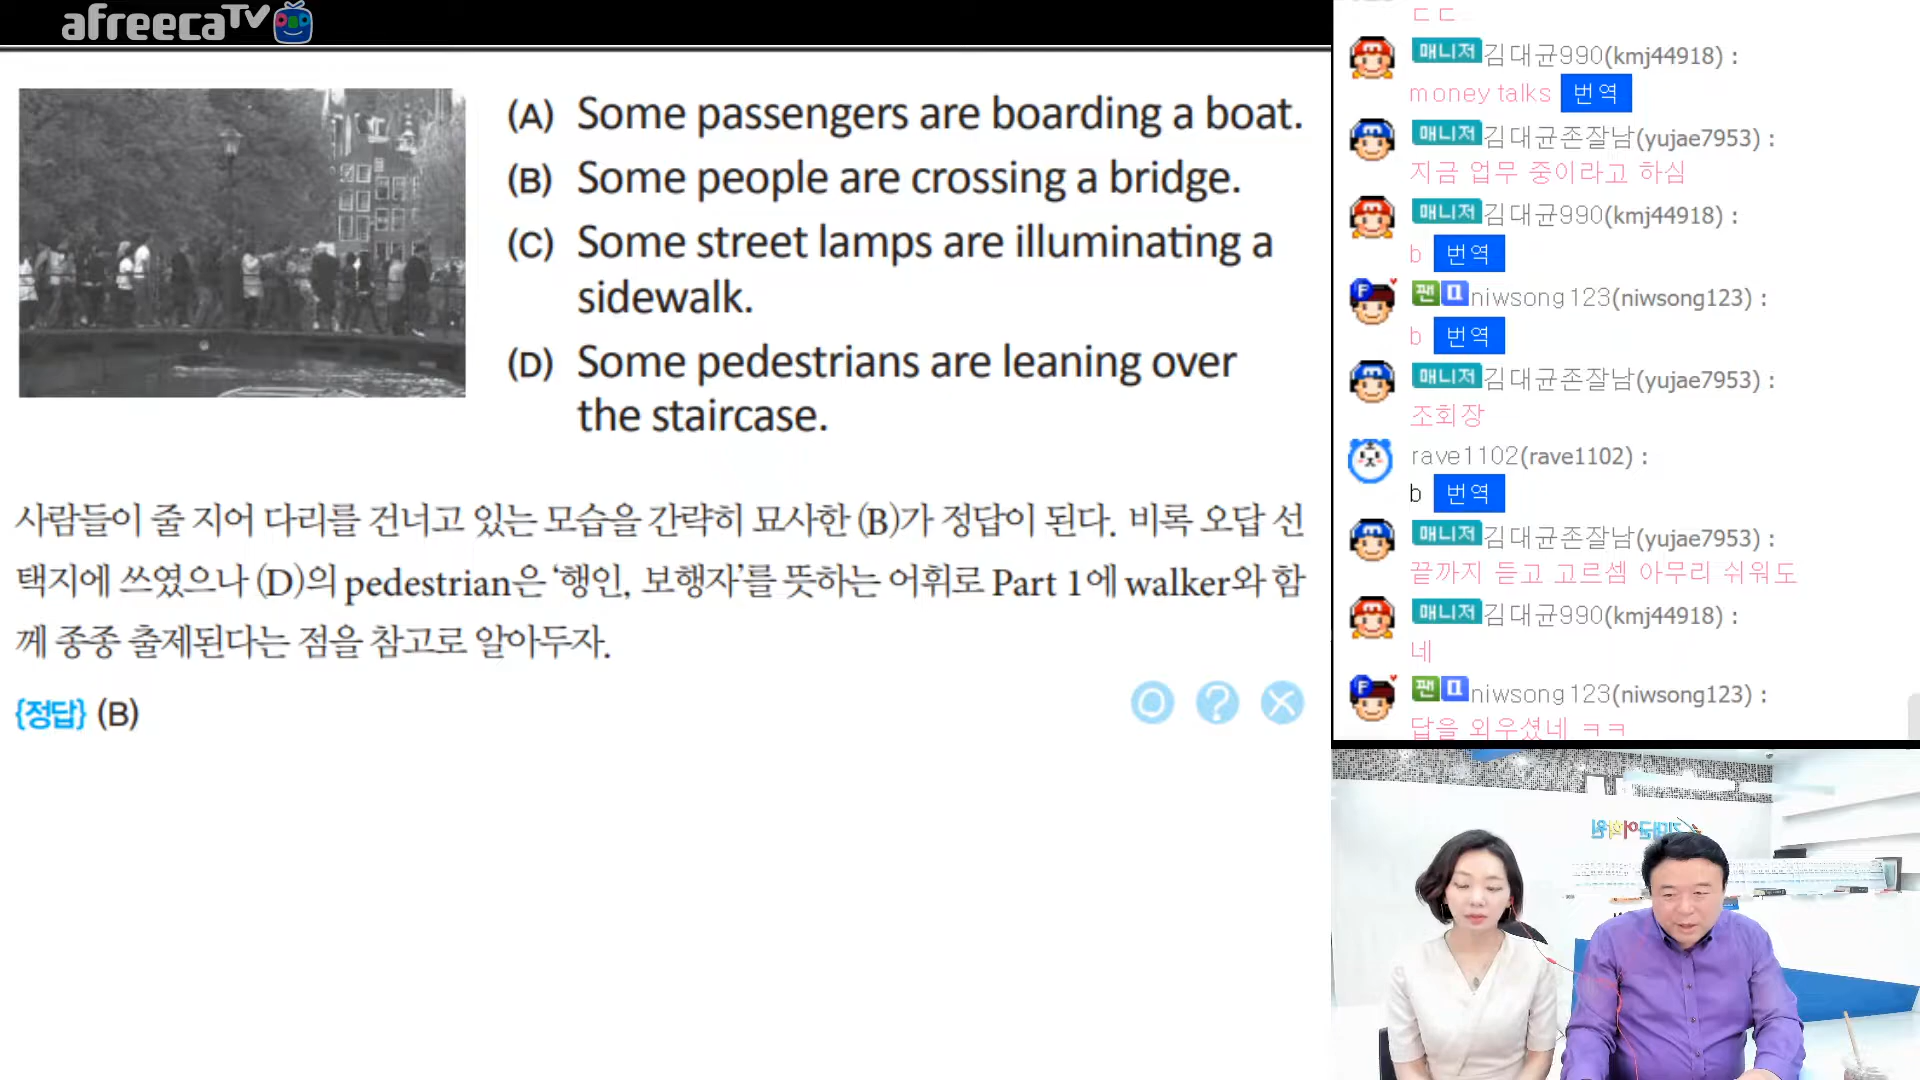 afreecaTV
(A) Some passengers are boarding a boat.
(B) Some people are crossing a bridge.
(C) Some street lamps are illuminating a
sidewalk.
(D) Some pedestrians are leaning over
the staircase.
사람들이 줄 지어 다리를 건너고 있는 모습을 간략히 묘사한 (B)가 정답이 된다. 비록 오답 선
택지에 쓰였으나 (D)의 pedestrian은 ‘행인, 보행자’를 뜻하는 어휘로 Part 1에 walker와 함
께 종종 출제된다는 점을 참고로 알아두자.
{정답} (B)
ㄷㄷ
매니저 김대균990(kmj44918) :
money talks 번역
매니저 김대균존잘남(yujae7953) :
지금 업무 중이라고 하심
매니저 김대균990(kmj44918) :
b 번역
팬 niwsong123(niwsong123) :
b 번역
매니저 김대균존잘남(yujae7953) :
조회장
rave1102(rave1102) :
b 번역
매니저 김대균존잘남(yujae7953) :
끝까지 듣고 고르셈 아무리 쉬워도
매니저 김대균990(kmj44918) :
네
팬 niwsong123(niwsong123) :
답을 외우셨네 ㅋㅋ